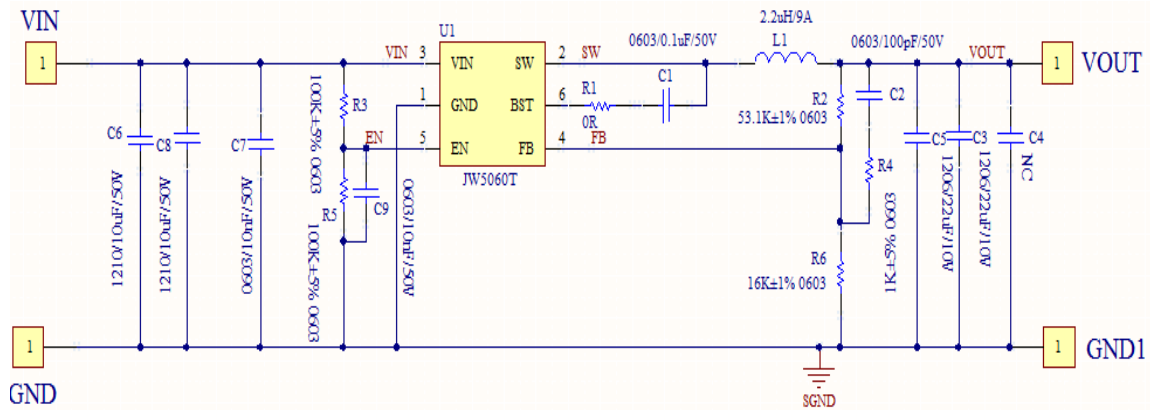 VIN
1
U1
VIN 3
VIN
1
GND
5
EN
EN
SW
2
SW
BST
6
FB
4
FB
JW5060T
C6
1210/10uF/50V
C8
1210/10uF/50V
C7
0603/10nF/50V
R3
100K±5% 0603
R5
100K±5% 0603
C9
0603/10nF/50V
R1
0R
0603/0.1uF/50V
C1
2.2uH/9A
L1
0603/100pF/50V
C2
R2
53.1K±1% 0603
R4
1K±5% 0603
R6
16K±1% 0603
C5
1206/22uF/10V
C3
1206/22uF/10V
C4
NC
VOUT
1
VOUT
1
GND
SGND
1
GND1